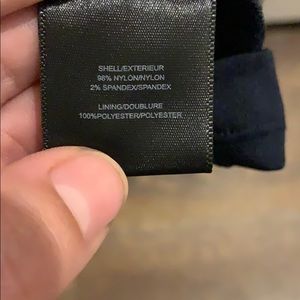 SHELL/EXTERIEUR
98% NYLON/NYLON
2% SPANDEX/SPANDEX
LINING/DOUBLURE
100%POLYESTER/POLYESTER